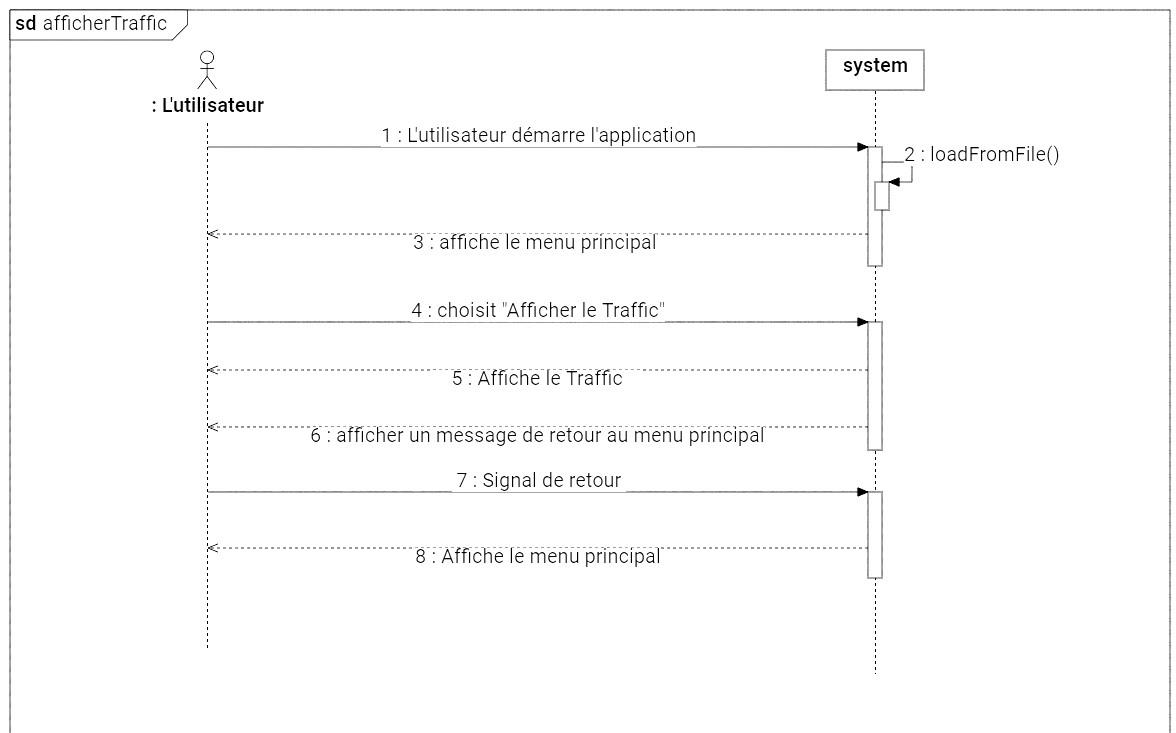 sd afficherTraffic
system
: L'utilisateur
1 : L'utilisateur démarre l'application
2 : loadFromFile()
3 : affiche le menu principal
4 : choisit "Afficher le Traffic"
5 : Affiche le Traffic
6 : afficher un message de retour au menu principal
7 : Signal de retour
8 : Affiche le menu principal